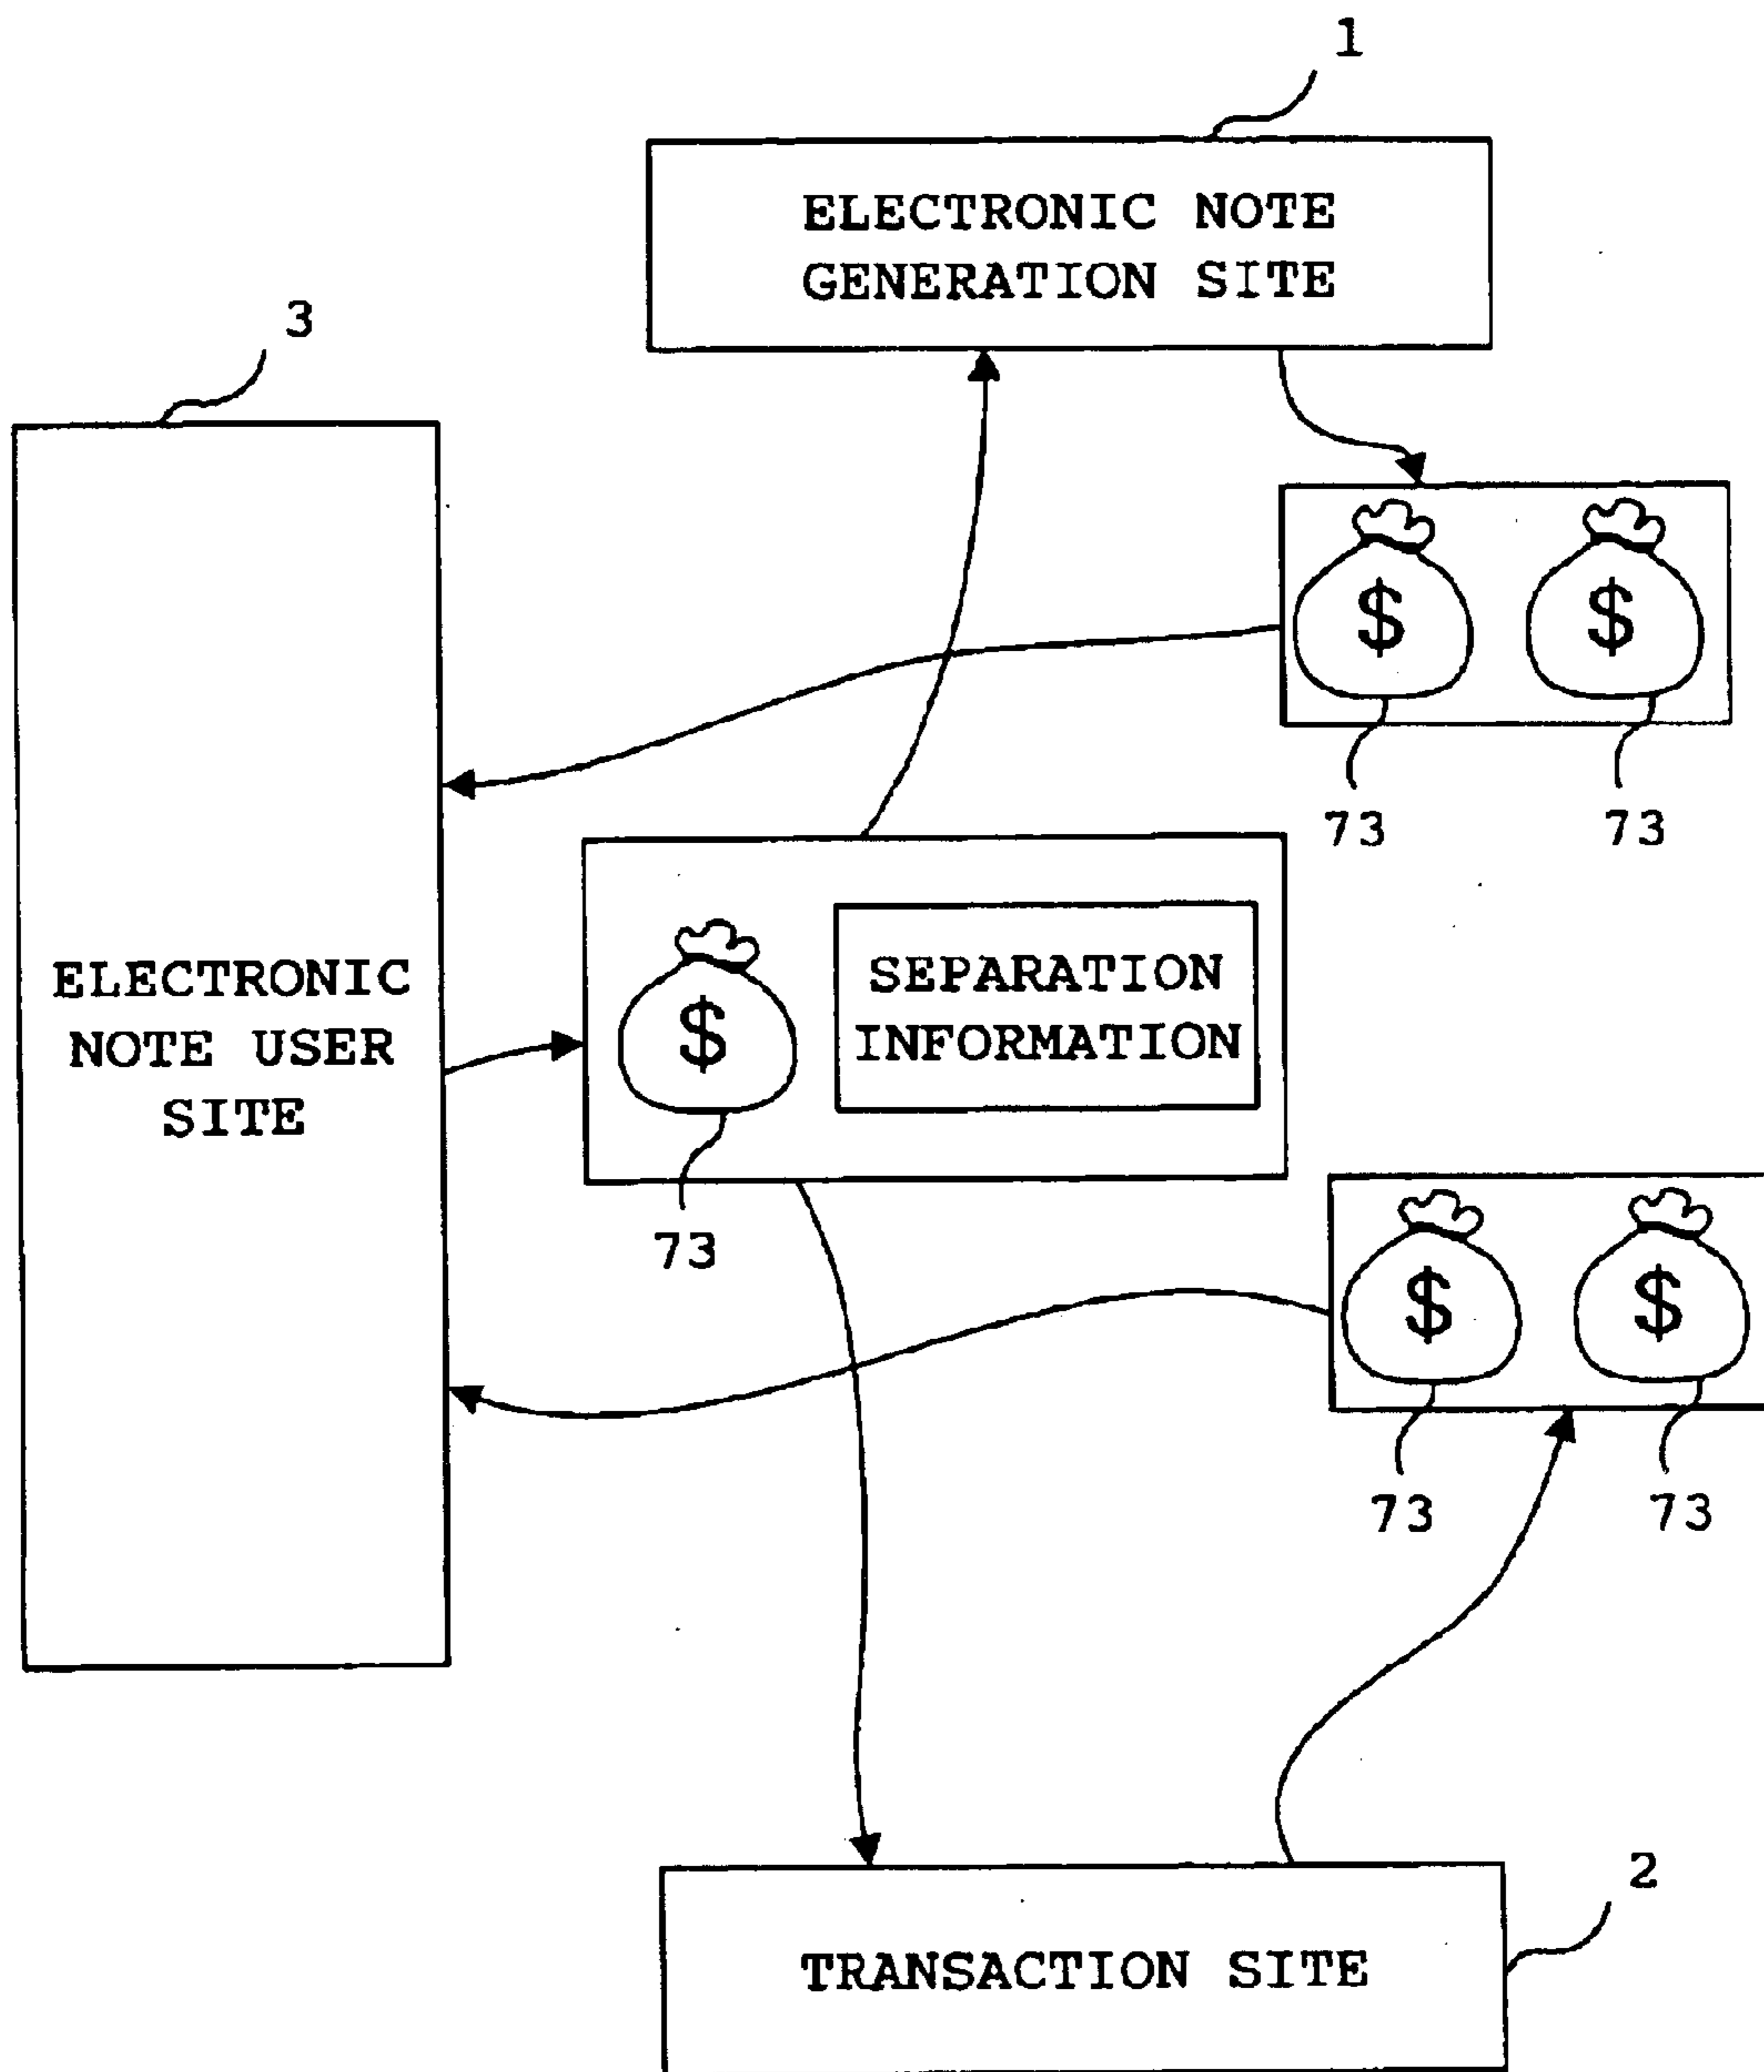 1
ELECTRONIC NOTE
GENERATION SITE
3
$ $
73 73
ELECTRONIC
NOTE USER
SITE
$
SEPARATION
INFORMATION
73
$ $
73 73
2
TRANSACTION SITE